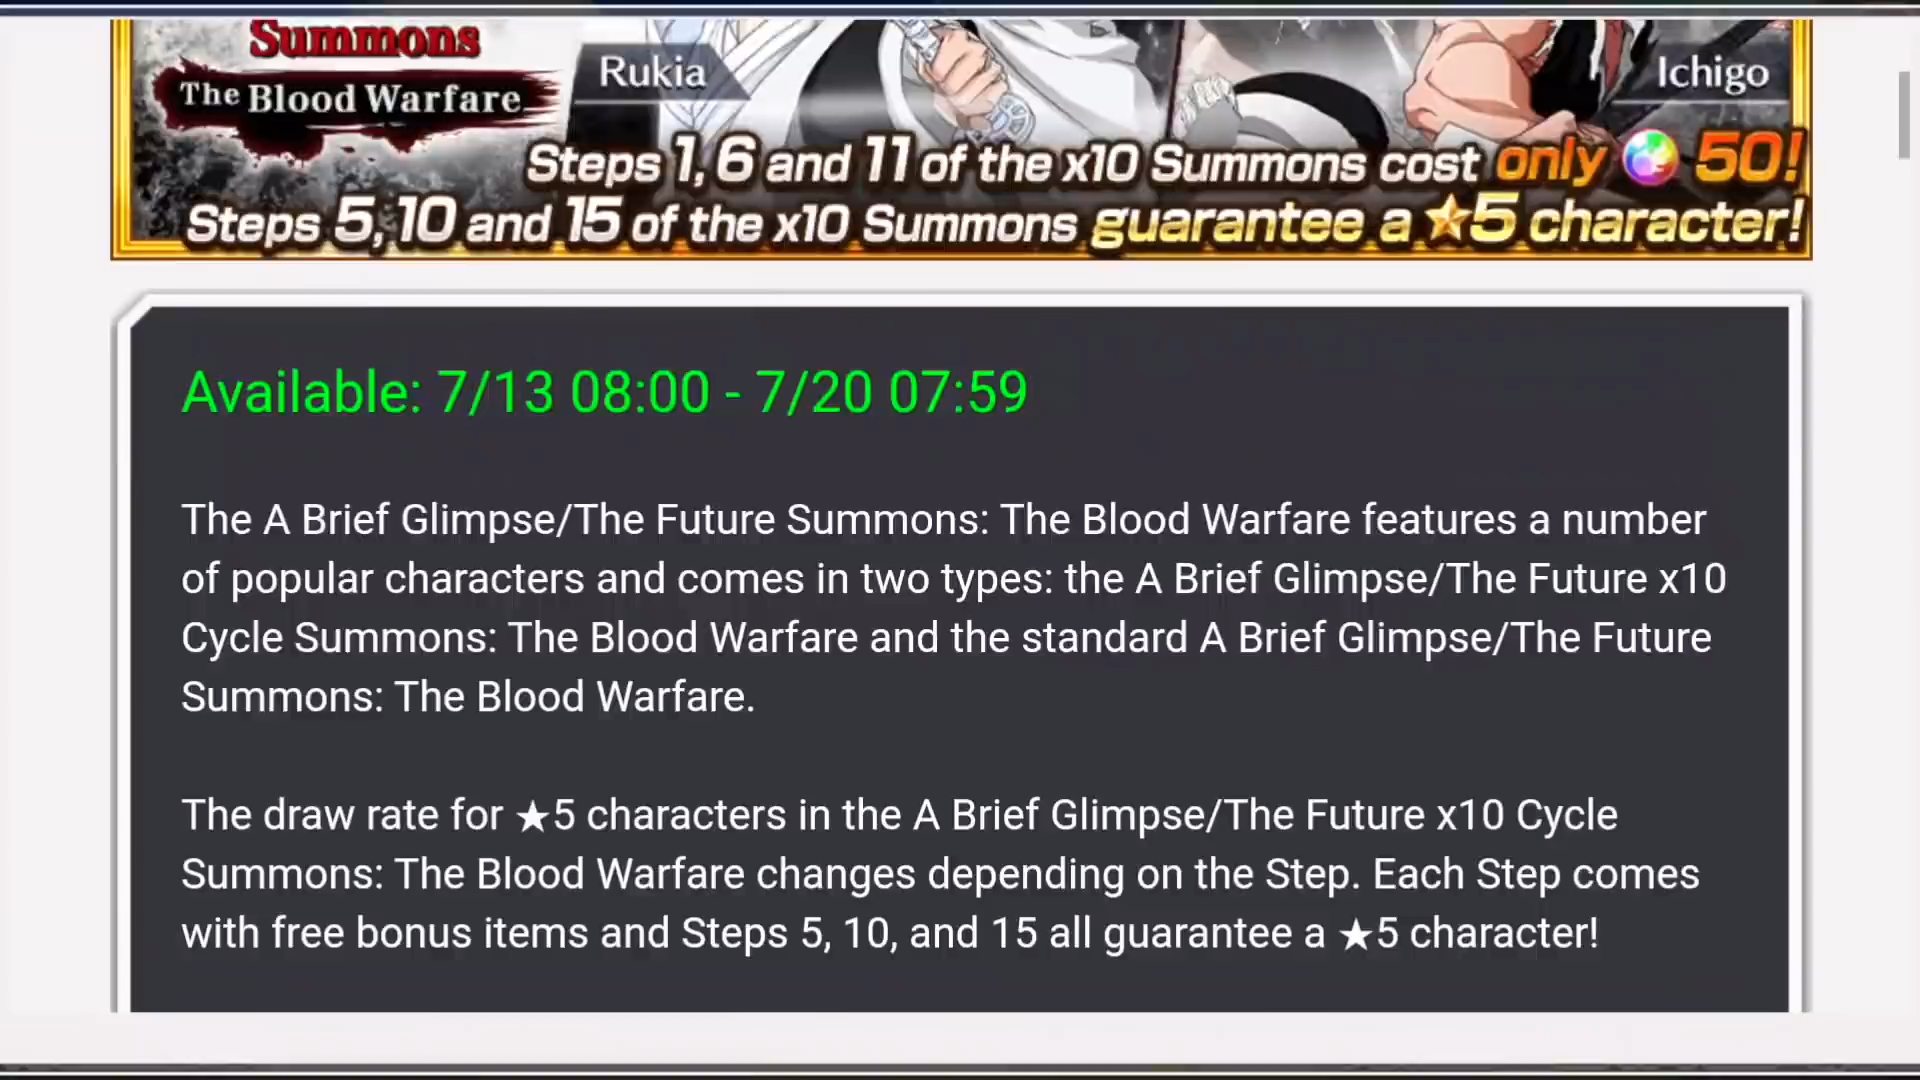 Summons
The Blood Warfare
Rukia
Ichigo
Steps 1, 6 and 11 of the x10 Summons cost only 50!
Steps 5, 10 and 15 of the x10 Summons guarantee a ★5 character!
Available: 7/13 08:00 - 7/20 07:59
The A Brief Glimpse/The Future Summons: The Blood Warfare features a number
of popular characters and comes in two types: the A Brief Glimpse/The Future x10
Cycle Summons: The Blood Warfare and the standard A Brief Glimpse/The Future
Summons: The Blood Warfare.
The draw rate for ★5 characters in the A Brief Glimpse/The Future x10 Cycle
Summons: The Blood Warfare changes depending on the Step. Each Step comes
with free bonus items and Steps 5, 10, and 15 all guarantee a ★5 character!